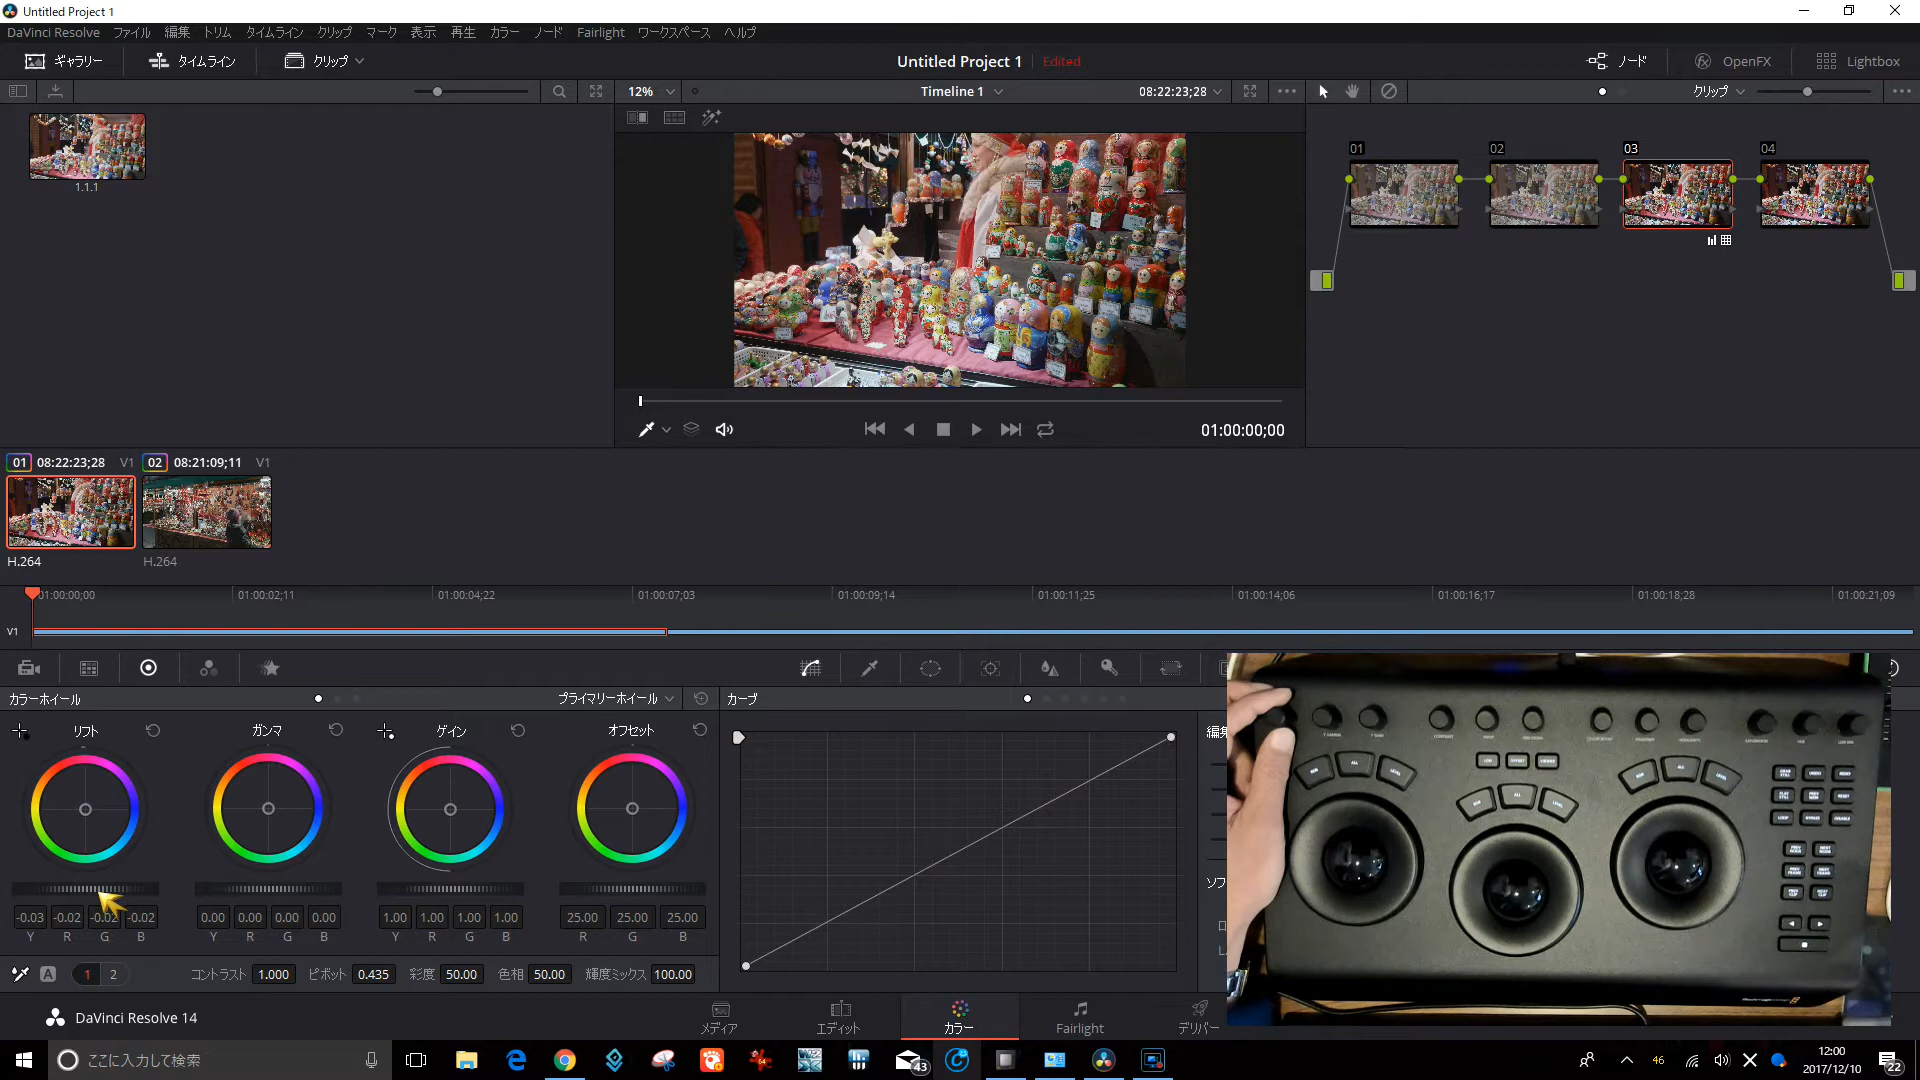 Untitled Project 1
DaVinci Resolve ファイル 編集 トリム タイムライン クリップ マーク 表示 再生 カラー ノード Fairlight ワークスペース ヘルプ
ギャラリー タイムライン クリップ Untitled Project 1 Edited ノード OpenFX Lightbox
12% Timeline 1 08:22:23;28 クリップ
1.1.1
01 02 03 04
01:00:00;00
01 08:22:23;28 V1 02 08:21:09;11 V1
H.264 H.264
01:00:00;00 01:00:02;11 01:00:04;22 01:00:07;03 01:00:09;14 01:00:11;25 01:00:14;06 01:00:16;17 01:00:18;28 01:00:21;09
V1
カラーホイール プライマリーホイール カーブ
リフト ガンマ ゲイン オフセット 編集
-0.03 -0.02 -0.02 -0.02 0.00 0.00 0.00 0.00 1.00 1.00 1.00 1.00 25.00 25.00 25.00
Y R G B Y R G B Y R G B R G B
ソフ
A 1 2 コントラスト 1.000 ピボット 0.435 彩度 50.00 色相 50.00 輝度ミックス 100.00
DaVinci Resolve 14 メディア エディット カラー Fairlight デリバー
ここに入力して検索 43 46 12:00
2017/12/10 22